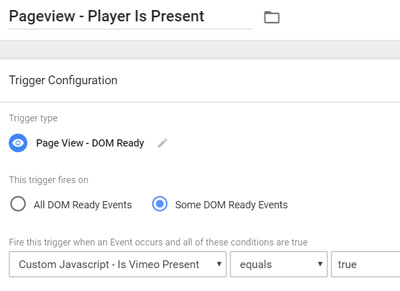 Pageview - Player Is Present
Trigger Configuration
Trigger type
Page View - DOM Ready
This trigger fires on
All DOM Ready Events Some DOM Ready Events
Fire this trigger when an Event occurs and all of these conditions are true
Custom Javascript - Is Vimeo Present equals true